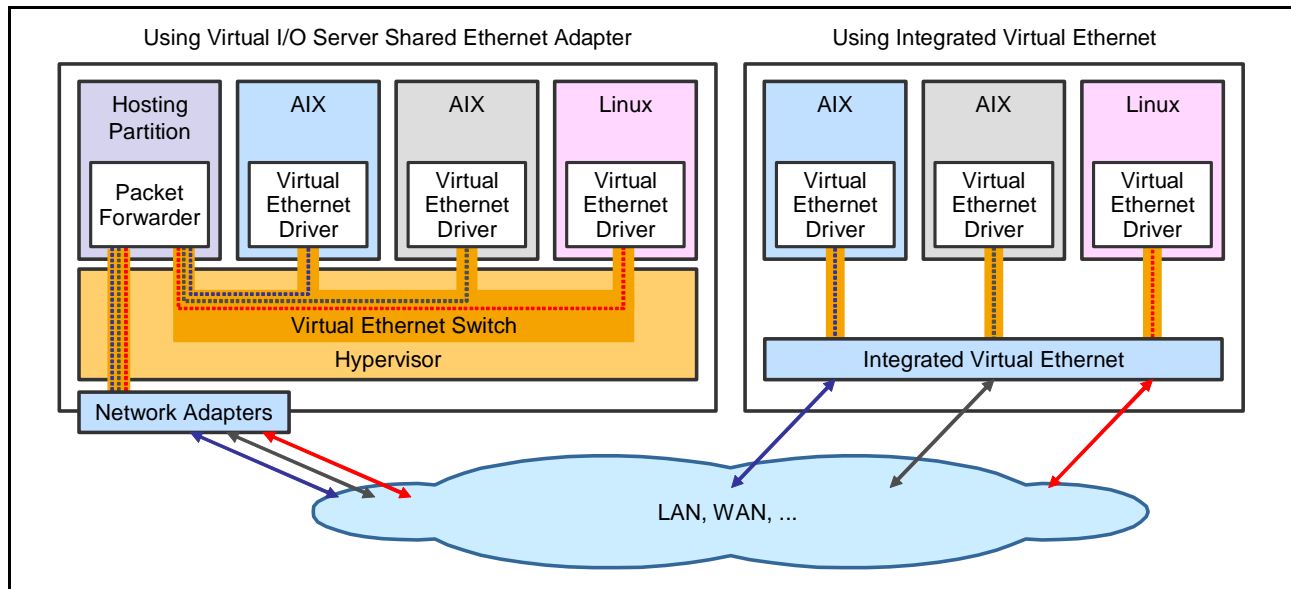 Using Virtual I/O Server Shared Ethernet Adapter
Hosting
Partition
AIX
AIX
Linux
Packet
Forwarder
Virtual
Ethernet
Driver
Virtual
Ethernet
Driver
Virtual
Ethernet
Driver
Virtual Ethernet Switch
Hypervisor
Network Adapters
Using Integrated Virtual Ethernet
AIX
AIX
Linux
Virtual
Ethernet
Driver
Virtual
Ethernet
Driver
Virtual
Ethernet
Driver
Integrated Virtual Ethernet
LAN, WAN, ...